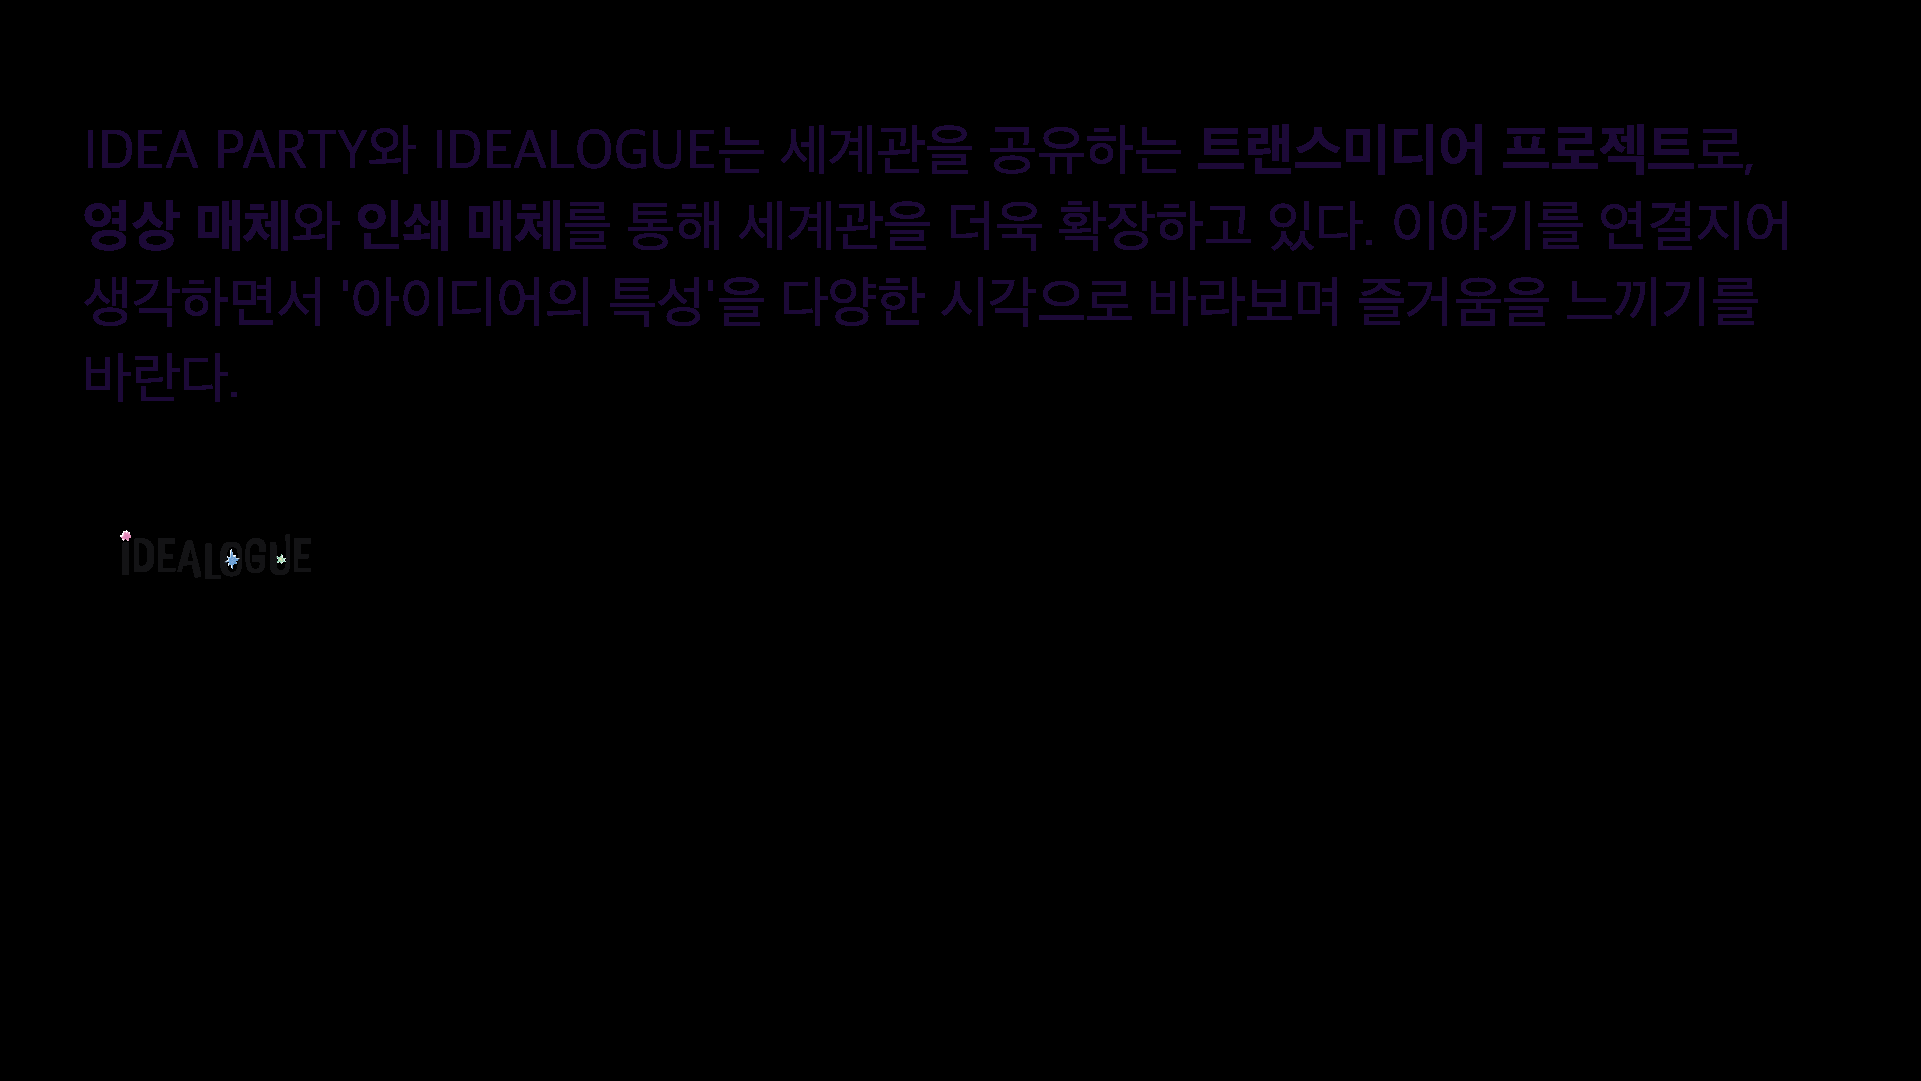 IDEA PARTY와 IDEALOGUE는 세계관을 공유하는 트랜스미디어 프로젝트로,
영상 매체와 인쇄 매체를 통해 세계관을 더욱 확장하고 있다. 이야기를 연결지어
생각하면서 '아이디어의 특성'을 다양한 시각으로 바라보며 즐거움을 느끼기를
바란다.
IDEALOGUE